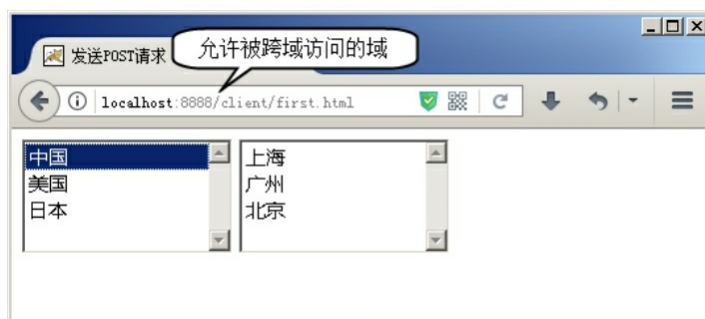 允许被跨域访问的域
发送POST请求
localhost:8888/client/first.html
中国
美国
日本
上海
广州
北京